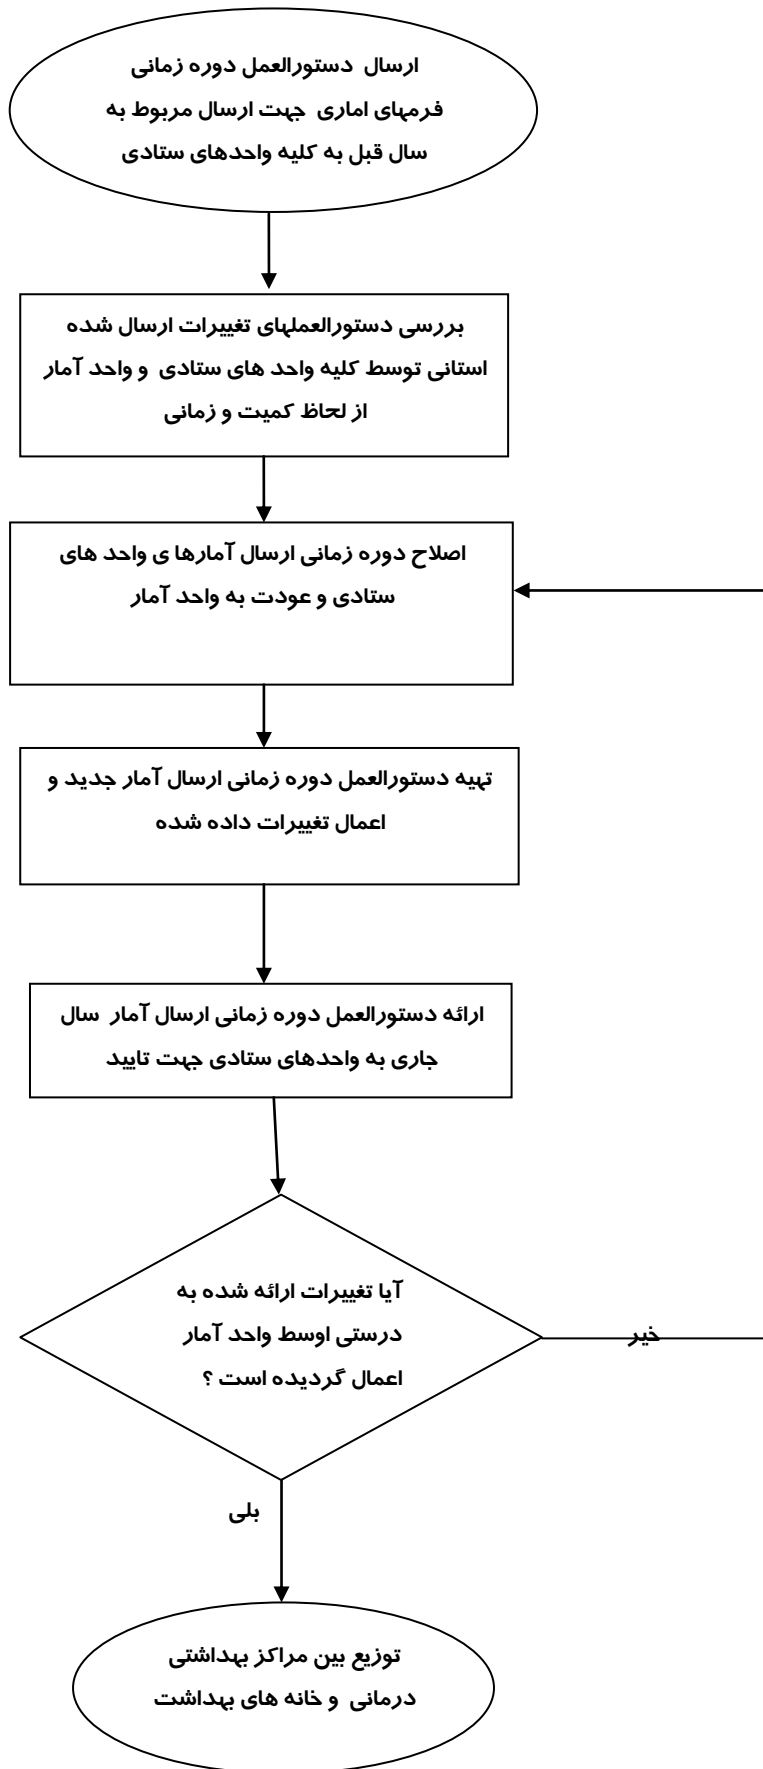 ارسال دستورالعمل دوره زمانی
فرمهای اماری جهت ارسال مربوط به
سال قبل به کلیه واحدهای ستادی
بررسی دستورالعملهای تغییرات ارسال شده
استانی توسط کلیه واحد های ستادی و واحد آمار
از لحاظ کمیت و زمانی
اصلاح دوره زمانی ارسال آمارها ی واحد های
ستادی و عودت به واحد آمار
تهیه دستورالعمل دوره زمانی ارسال آمار جدید و
اعمال تغییرات داده شده
ارائه دستورالعمل دوره زمانی ارسال آمار سال
جاری به واحدهای ستادی جهت تایید
آیا تغییرات ارائه شده به
درستی اوسط واحد آمار
اعمال گردیده است ؟
خیر
بلی
توزیع بین مراکز بهداشتی
درمانی و خانه های بهداشت